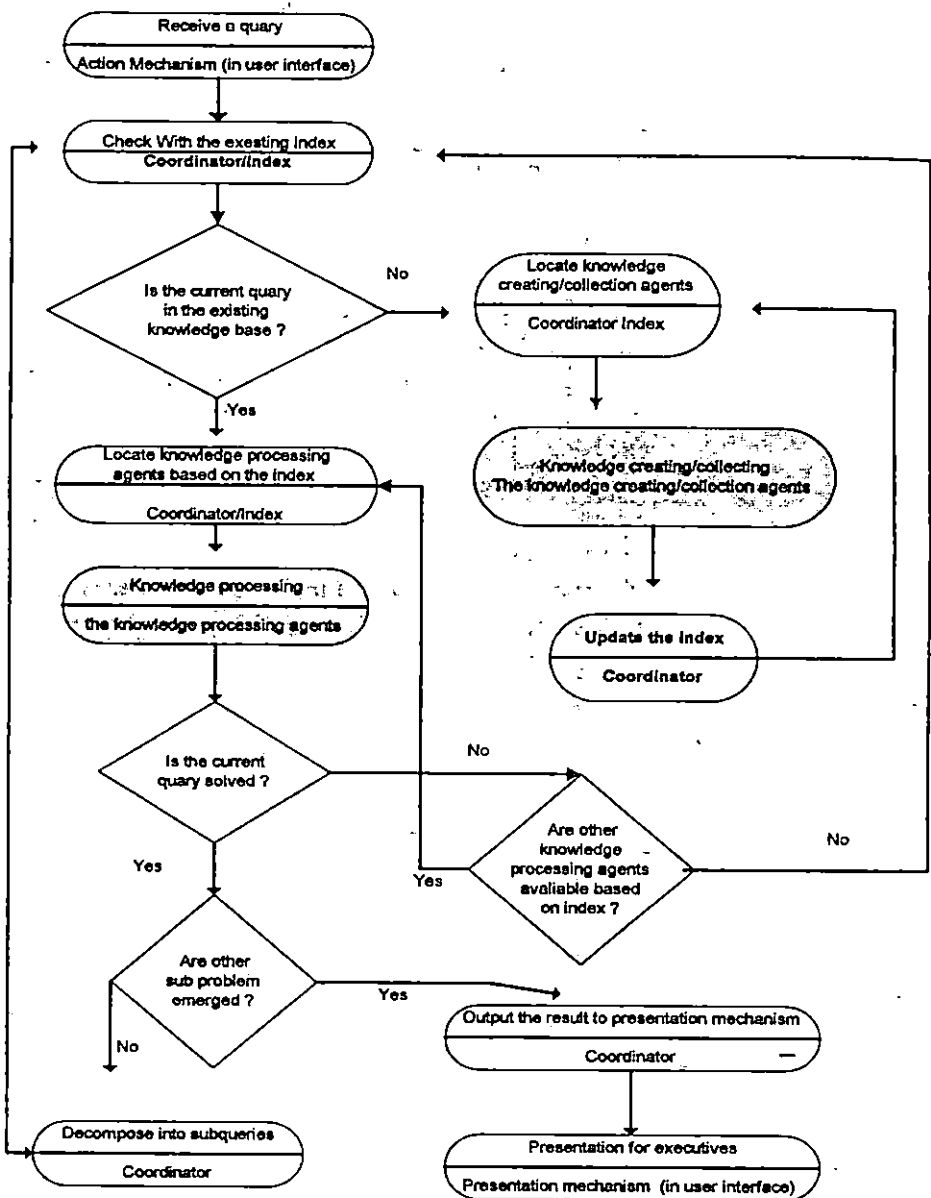 Receive a quary
Action Mechanism (in user interface)
Check With the exesting Index
Coordinator/Index
Is the current quary
in the existing
knowledge base ?
No
Yes
Locate knowledge
creating/collection agents
Coordinator Index
Knowledge creating/collecting
The knowledge creating/collection agents
Update the Index
Coordinator
Locate knowledge processing
agents based on the index
Coordinator/Index
Knowledge processing
the knowledge processing agents
Is the current
quary solved ?
No
Yes
Are other
knowledge
processing agents
avaliable based
on index ?
Yes
No
Are other
sub problem
emerged ?
Yes
No
Output the result to presentation mechanism
Coordinator
Decompose into subqueries
Coordinator
Presentation for executives
Presentation mechanism (in user interface)